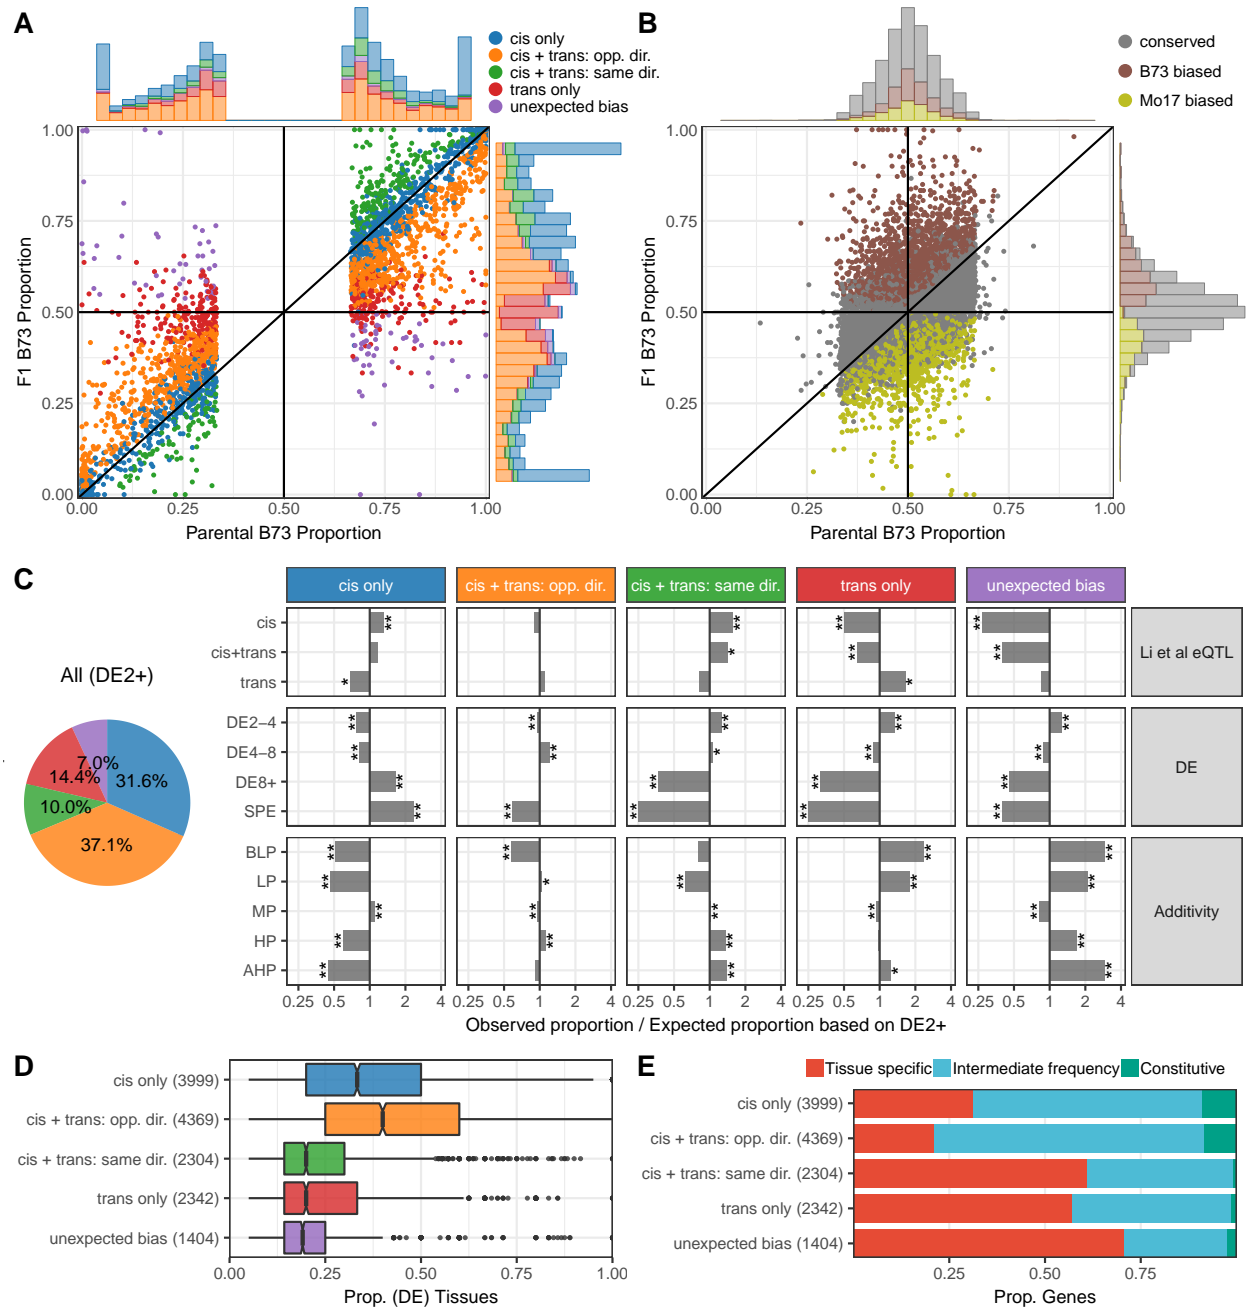 A
cis only
cis + trans: opp. dir.
cis + trans: same dir.
trans only
unexpected bias
1.00
0.75
0.50
0.25
0.00
F1 B73 Proportion
0.00 0.25 0.50 0.75 1.00
Parental B73 Proportion
B
conserved
B73 biased
Mo17 biased
1.00
0.75
0.50
0.25
0.00
F1 B73 Proportion
0.00 0.25 0.50 0.75 1.00
Parental B73 Proportion
C
All (DE2+)
31.6%
37.1%
10.0%
14.4%
7.0%
cis only cis + trans: opp. dir. cis + trans: same dir. trans only unexpected bias
cis ** ** ** **
cis+trans * ** **
trans * *
Li et al eQTL
DE2–4 ** ** ** ** **
DE4–8 ** ** * ** **
DE8+ ** ** ** **
SPE ** ** ** ** **
DE
BLP ** ** ** **
LP ** * ** ** **
MP ** ** ** ** **
HP ** ** ** **
AHP ** ** * **
Additivity
0.25 0.5 1 2 4 0.25 0.5 1 2 4 0.25 0.5 1 2 4 0.25 0.5 1 2 4 0.25 0.5 1 2 4
Observed proportion / Expected proportion based on DE2+
D
cis only (3999)
cis + trans: opp. dir. (4369)
cis + trans: same dir. (2304)
trans only (2342)
unexpected bias (1404)
0.00 0.25 0.50 0.75 1.00
Prop. (DE) Tissues
E
Tissue specific Intermediate frequency Constitutive
cis only (3999)
cis + trans: opp. dir. (4369)
cis + trans: same dir. (2304)
trans only (2342)
unexpected bias (1404)
0.25 0.50 0.75
Prop. Genes